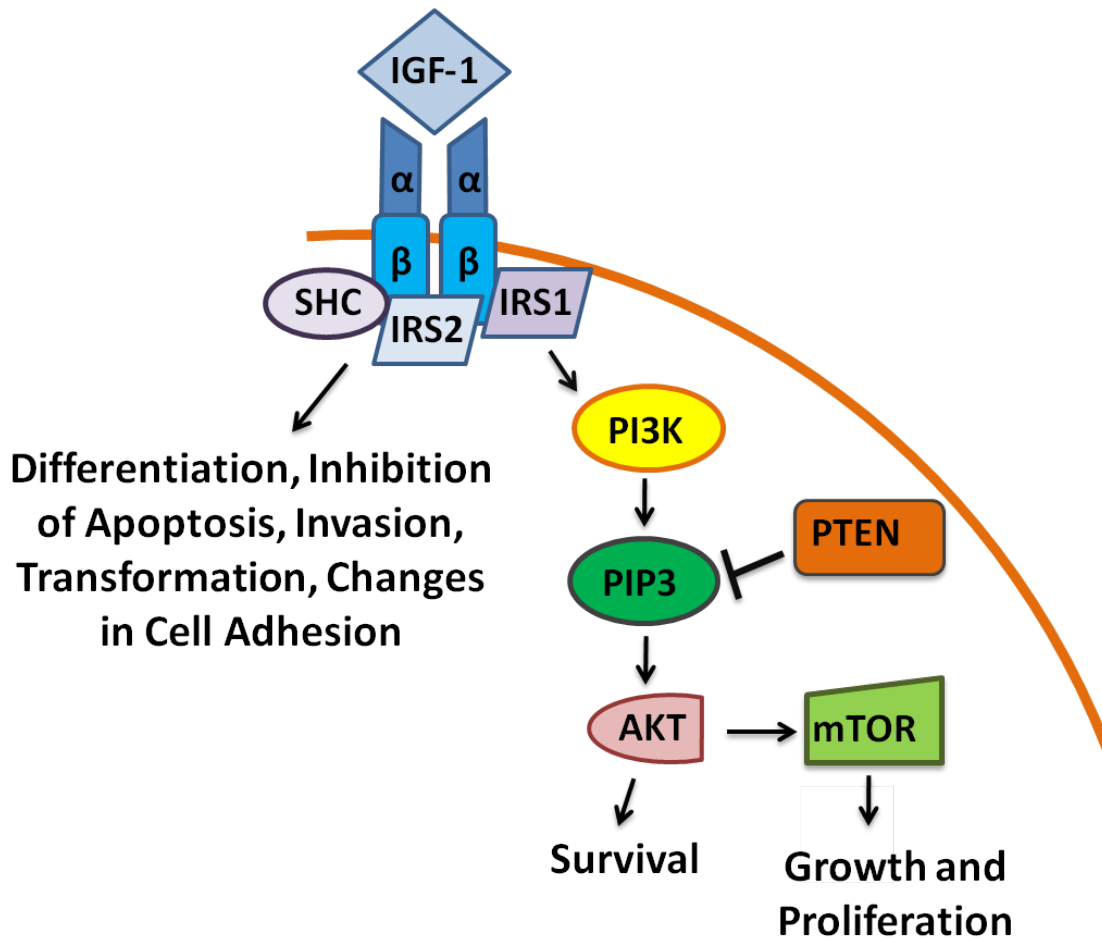 IGF-1
α α
β β
SHC
IRS2
IRS1
PI3K
Differentiation, Inhibition
of Apoptosis, Invasion,
Transformation, Changes
in Cell Adhesion
PTEN
PIP3
AKT
mTOR
Survival
Growth and
Proliferation